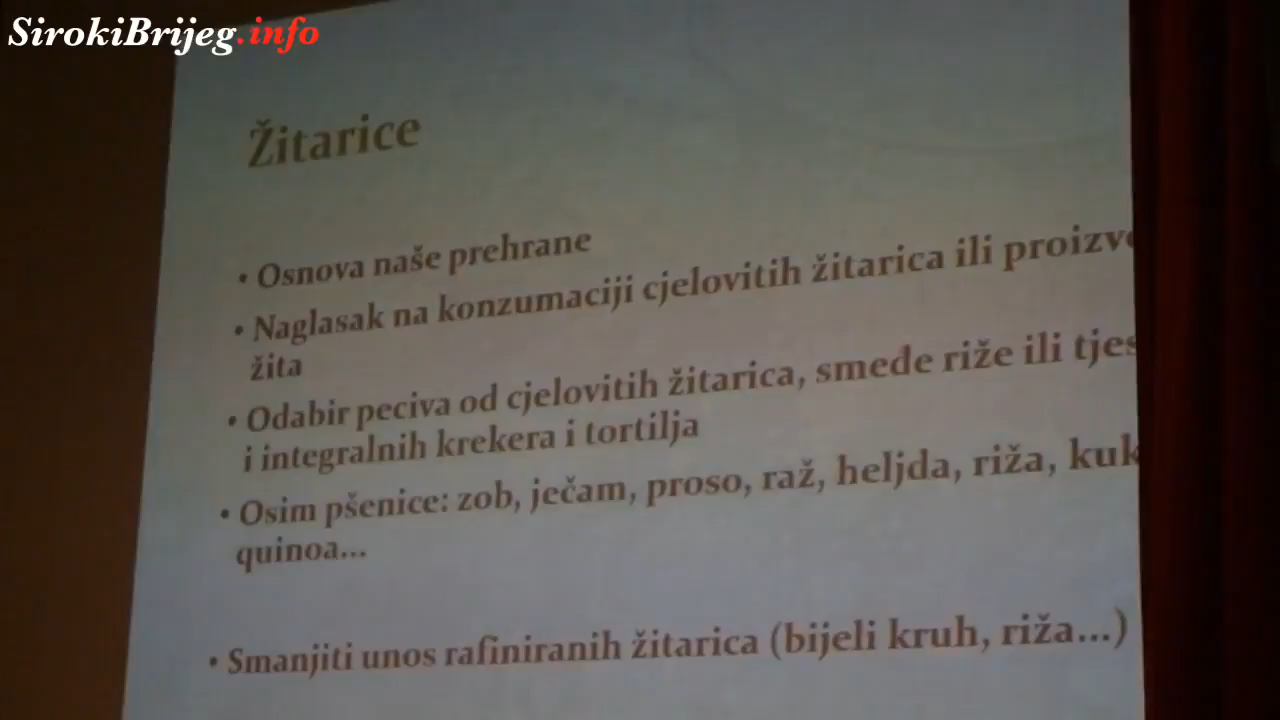 SirokiBrijeg.info
Žitarice
• Osnova naše prehrane
• Naglasak na konzumaciji cjelovitih žitarica ili
žita
• Odabir peciva od cjelovitih žitarica, smeđe riže ili
i integralnih krekera i tortilja
• Osim pšenice: zob, ječam, proso, raž, heljda, riža,
quinoa...
• Smanjiti unos rafiniranih žitarica (bijeli kruh, riža...)